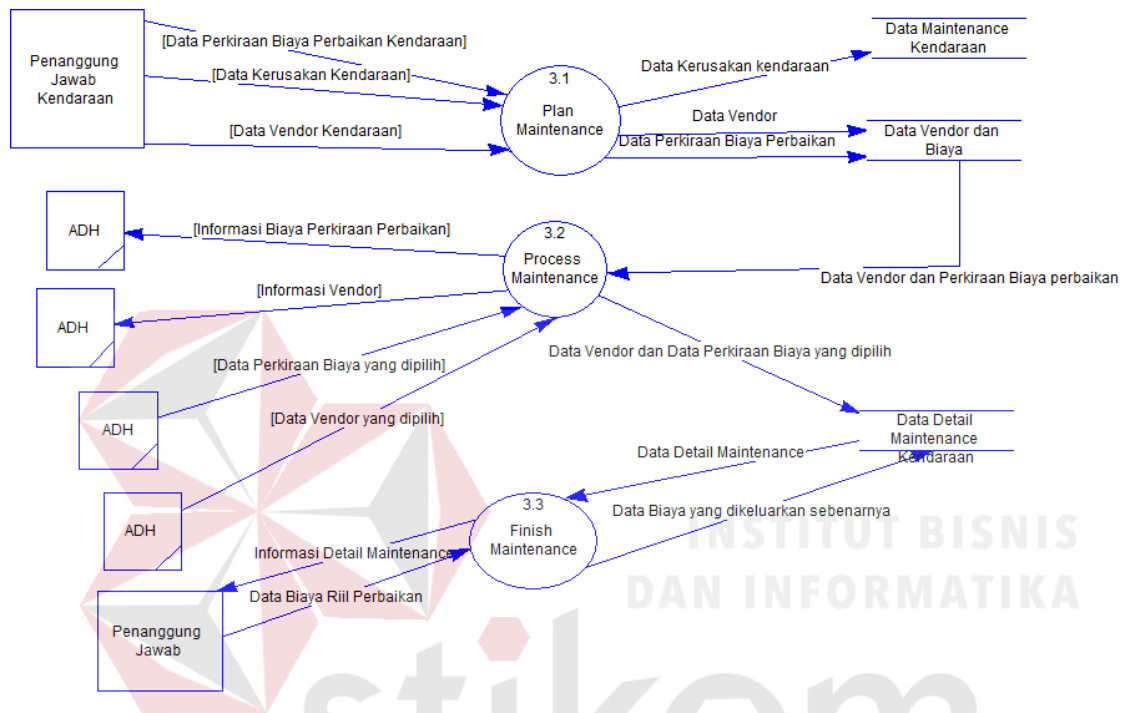 Penanggung
Jawab
Kendaraan
[Data Perkiraan Biaya Perbaikan Kendaraan]
[Data Kerusakan Kendaraan]
[Data Vendor Kendaraan]
3.1
Plan
Maintenance
Data Kerusakan kendaraan
Data Vendor
Data Perkiraan Biaya Perbaikan
Data Maintenance
Kendaraan
Data Vendor dan
Biaya
ADH
[Informasi Biaya Perkiraan Perbaikan]
3.2
Process
Maintenance
Data Vendor dan Perkiraan Biaya perbaikan
ADH
[Informasi Vendor]
Data Vendor dan Data Perkiraan Biaya yang dipilih
[Data Perkiraan Biaya yang dipilih]
ADH
[Data Vendor yang dipilih]
Data Detail
Maintenance
Kendaraan
Data Detail Maintenance
ADH
3.3
Finish
Maintenance
Data Biaya yang dikeluarkan sebenarnya
Informasi Detail Maintenance
Data Biaya Riil Perbaikan
Penanggung
Jawab
INSTITUT BISNIS
DAN INFORMATIKA
stikom